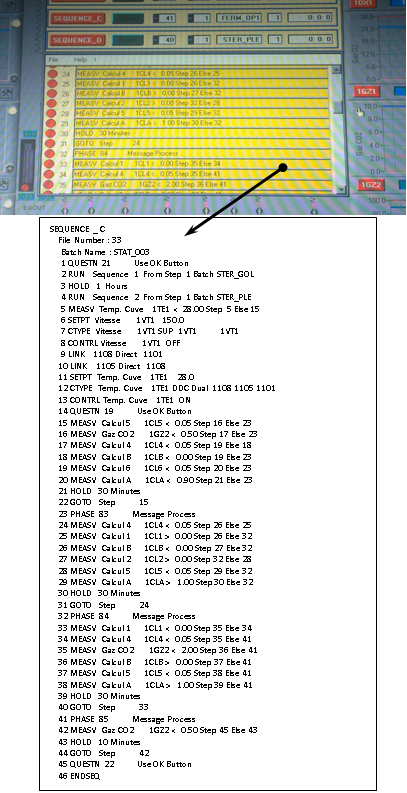 SEQUENCE_C 41 1 FERM_OP1 0 0 0
SEQUENCE_D 40 1 STER_PLE 0 0 0
File Help
24 MEASV Calcul 4 1CL4 < 0.05 Step 26 Else 25
25 MEASV Calcul 1 1CL1 > 0.00 Step 26 Else 32
26 MEASV Calcul B 1CLB < 0.00 Step 27 Else 32
27 MEASV Calcul 2 1CL2 > 0.00 Step 32 Else 28
28 MEASV Calcul 5 1CL5 < 0.05 Step 29 Else 32
29 MEASV Calcul A 1CLA > 1.00 Step 30 Else 32
30 HOLD 30 Minutes
31 GOTO Step 24
32 PHASE 84 Message Process
33 MEASV Calcul 1 1CL1 < 0.00 Step 35 Else 34
34 MEASV Calcul 4 1CL4 < 0.05 Step 35 Else 41
35 MEASV Gaz CO2 1GZ2 < 2.00 Step 36 Else 41
1GZ1
1GZ2
SEQUENCE _ C
File Number : 33
Batch Name : STAT_003
1 QUESTN 21 Use OK Button
2 RUN Sequence 1 From Step 1 Batch STER_GOL
3 HOLD 1 Hours
4 RUN Sequence 2 From Step 1 Batch STER_PLE
5 MEASV Temp. Cuve 1TE1 < 28.00 Step 5 Else 15
6 SETPT Vitesse 1VT1 150.0
7 CTYPE Vitesse 1VT1 SUP 1VT1 1VT1
8 CONTRL Vitesse 1VT1 OFF
9 LINK 1108 Direct 1101
10 LINK 1105 Direct 1108
11 SETPT Temp. Cuve 1TE1 28.0
12 CTYPE Temp. Cuve 1TE1 DDC Dual 1108 1105 1101
13 CONTRL Temp. Cuve 1TE1 ON
14 QUESTN 19 Use OK Button
15 MEASV Calcul 5 1CL5 < 0.05 Step 16 Else 23
16 MEASV Gaz CO2 1GZ2 < 0.50 Step 17 Else 23
17 MEASV Calcul 4 1CL4 < 0.05 Step 19 Else 18
18 MEASV Calcul B 1CLB < 0.00 Step 19 Else 23
19 MEASV Calcul 6 1CL6 < 0.05 Step 20 Else 23
20 MEASV Calcul A 1CLA < 0.90 Step 21 Else 23
21 HOLD 30 Minutes
22 GOTO Step 15
23 PHASE 83 Message Process
24 MEASV Calcul 4 1CL4 < 0.05 Step 26 Else 25
25 MEASV Calcul 1 1CL1 > 0.00 Step 26 Else 32
26 MEASV Calcul B 1CLB < 0.00 Step 27 Else 32
27 MEASV Calcul 2 1CL2 > 0.00 Step 32 Else 28
28 MEASV Calcul 5 1CL5 < 0.05 Step 29 Else 32
29 MEASV Calcul A 1CLA > 1.00 Step 30 Else 32
30 HOLD 30 Minutes
31 GOTO Step 24
32 PHASE 84 Message Process
33 MEASV Calcul 1 1CL1 < 0.00 Step 35 Else 34
34 MEASV Calcul 4 1CL4 < 0.05 Step 35 Else 41
35 MEASV Gaz CO2 1GZ2 < 2.00 Step 36 Else 41
36 MEASV Calcul B 1CLB > 0.00 Step 37 Else 41
37 MEASV Calcul 5 1CL5 < 0.05 Step 38 Else 41
38 MEASV Calcul A 1CLA > 1.00 Step 39 Else 41
39 HOLD 30 Minutes
40 GOTO Step 33
41 PHASE 85 Message Process
42 MEASV Gaz CO2 1GZ2 < 0.50 Step 45 Else 43
43 HOLD 10 Minutes
44 GOTO Step 42
45 QUESTN 22 Use OK Button
46 ENDSEQ